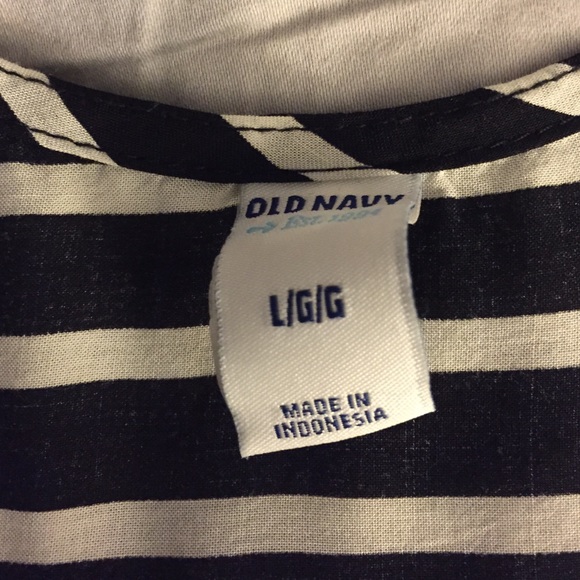 OLD NAVY
EST. 1994
L/G/G
MADE IN
INDONESIA